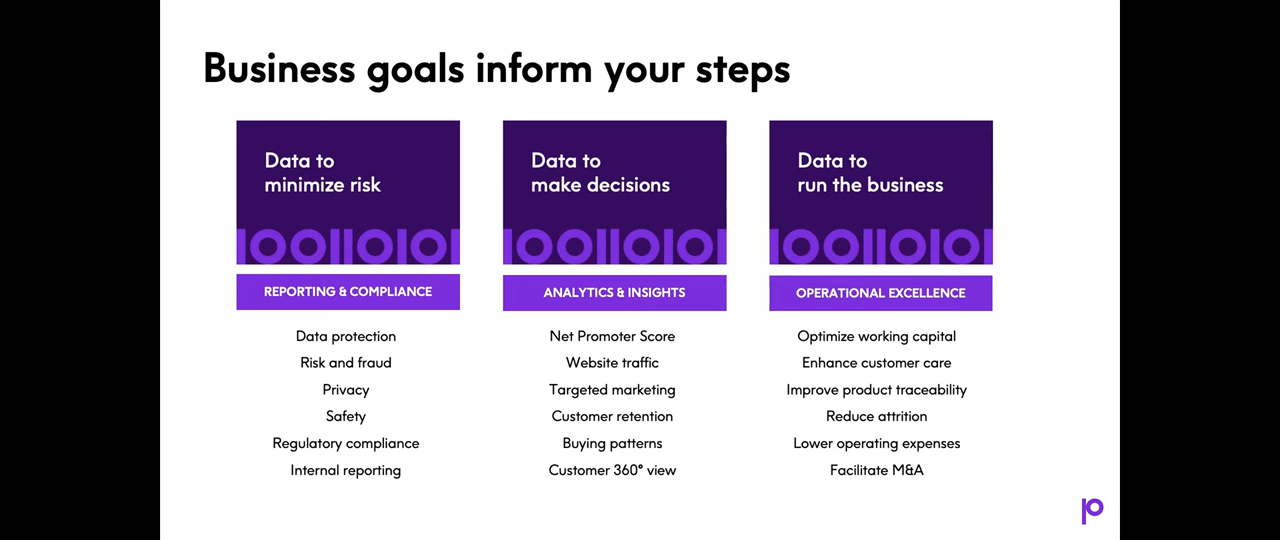 Business goals inform your steps
Data to
minimize risk
REPORTING & COMPLIANCE
Data protection
Risk and fraud
Privacy
Safety
Regulatory compliance
Internal reporting
Data to
make decisions
ANALYTICS & INSIGHTS
Net Promoter Score
Website traffic
Targeted marketing
Customer retention
Buying patterns
Customer 360° view
Data to
run the business
OPERATIONAL EXCELLENCE
Optimize working capital
Enhance customer care
Improve product traceability
Reduce attrition
Lower operating expenses
Facilitate M&A